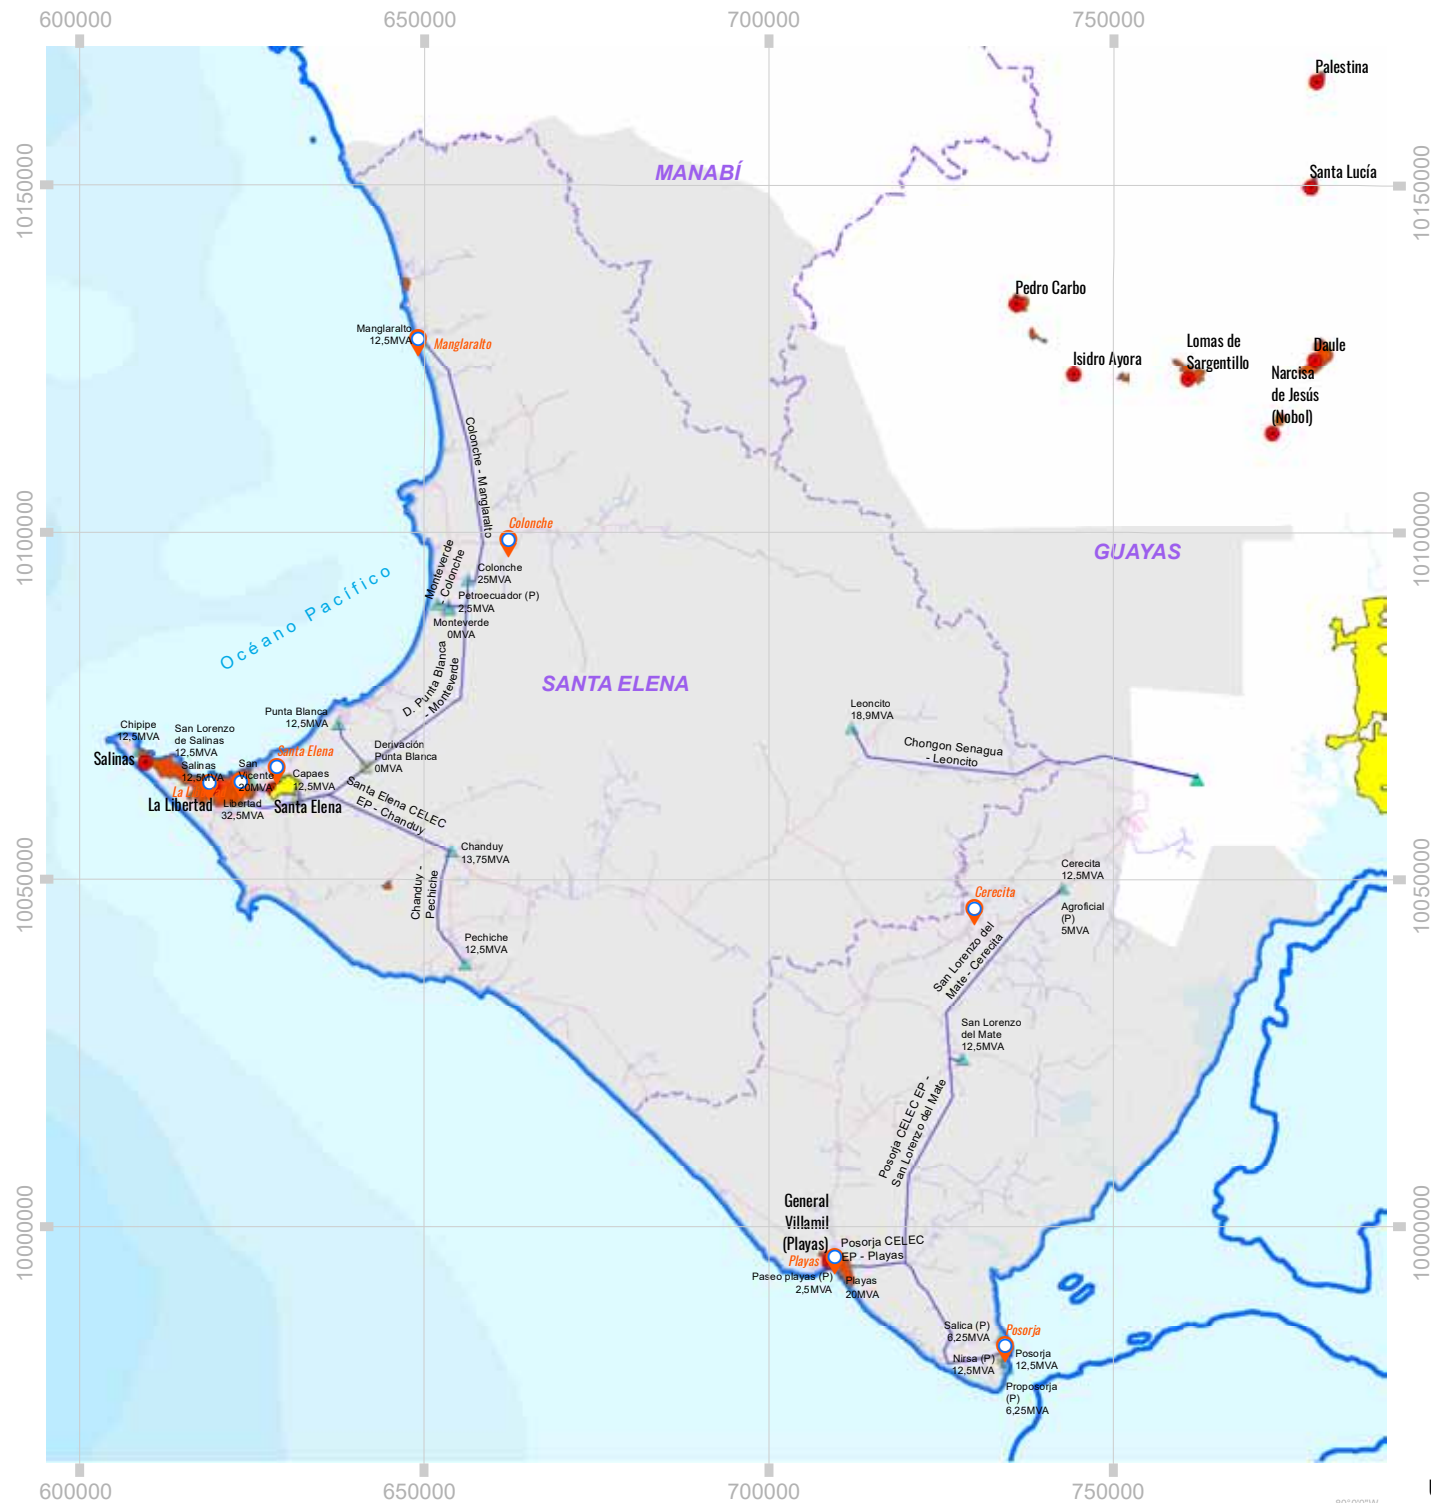 600000
650000
700000
750000
10150000
10150000
10100000
10100000
10050000
10050000
10000000
10000000
Palestina
MANABÍ
Santa Lucía
Pedro Carbo
Manglaralto
12,5MVA
Manglaralto
Isidro Ayora
Lomas de
Sargentillo
Daule
Narcisa
de Jesús
(Nobol)
Colonche - Manglaralto
Colonche
GUAYAS
Monteverde
- Colonche
Colonche
25MVA
Petroecuador (P)
2,5MVA
Monteverde
0MVA
Océano Pacífico
D. Punta Blanca
- Monteverde
SANTA ELENA
Leoncito
18,9MVA
Chongon Senagua
- Leoncito
Punta Blanca
12,5MVA
Chipipe
12,5MVA
San Lorenzo
de Salinas
12,5MVA
Salinas
Salinas
12,5MVA
Santa Elena
Derivación
Punta Blanca
0MVA
San
Vicente
20MVA
Capaes
12,5MVA
La Libertad
Libertad
32,5MVA
Santa Elena
Santa Elena CELEC
EP - Chanduy
Chanduy
13,75MVA
Chanduy -
Pechiche
Pechiche
12,5MVA
Cerecita
12,5MVA
Cerecita
Agroficial
(P)
5MVA
San Lorenzo del
Mate - Cerecita
San Lorenzo
del Mate
12,5MVA
Posorja CELEC EP -
San Lorenzo del Mate
General
Villamil
(Playas)
Posorja CELEC
EP - Playas
Playas
Paseo playas (P)
2,5MVA
Playas
20MVA
Salica (P)
6,25MVA
Posorja
Nirsa (P)
12,5MVA
Posorja
12,5MVA
Proposorja
(P)
6,25MVA
600000
650000
700000
750000